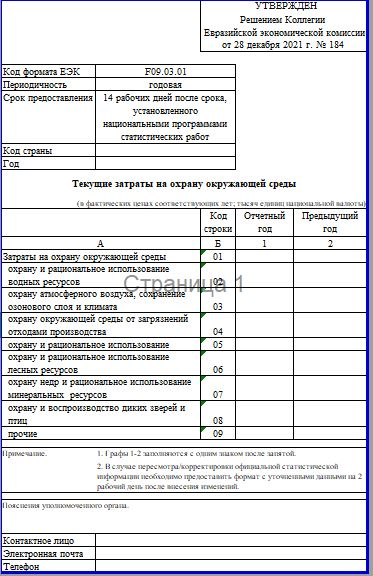 УТВЕРЖДЕН
Решением Коллегии
Евразийской экономической комиссии
от 28 декабря 2021 г. № 184
Код формата ЕЭК F09.03.01
Периодичность годовая
Срок предоставления 14 рабочих дней после срока,
установленного
национальными программами
статистических работ
Код страны
Год
Текущие затраты на охрану окружающей среды
(в фактических ценах соответствующих лет; тысяч единиц национальной валюты)
Код Отчетный Предыдущий
строки год год
А Б 1 2
Затраты на охрану окружающей среды 01
охрану и рациональное использование
водных ресурсов 02
Страница 1
охрану атмосферного воздуха, сохранение
озонового слоя и климата 03
охрану окружающей среды от загрязнений
отходами производства 04
охрану и рациональное использование 05
охрану и рациональное использование
лесных ресурсов 06
охрану недр и рациональное использование
минеральных ресурсов 07
охрану и воспроизводство диких зверей и
птиц 08
прочие 09
Примечание. 1. Графы 1-2 заполняются с одним знаком после запятой.
2. В случае пересмотра/корректировки официальной статистической
информации необходимо предоставить формат с уточненными данными на 2
рабочий день после внесения изменений.
Пояснения уполномоченного органа.
Контактное лицо
Электронная почта
Телефон